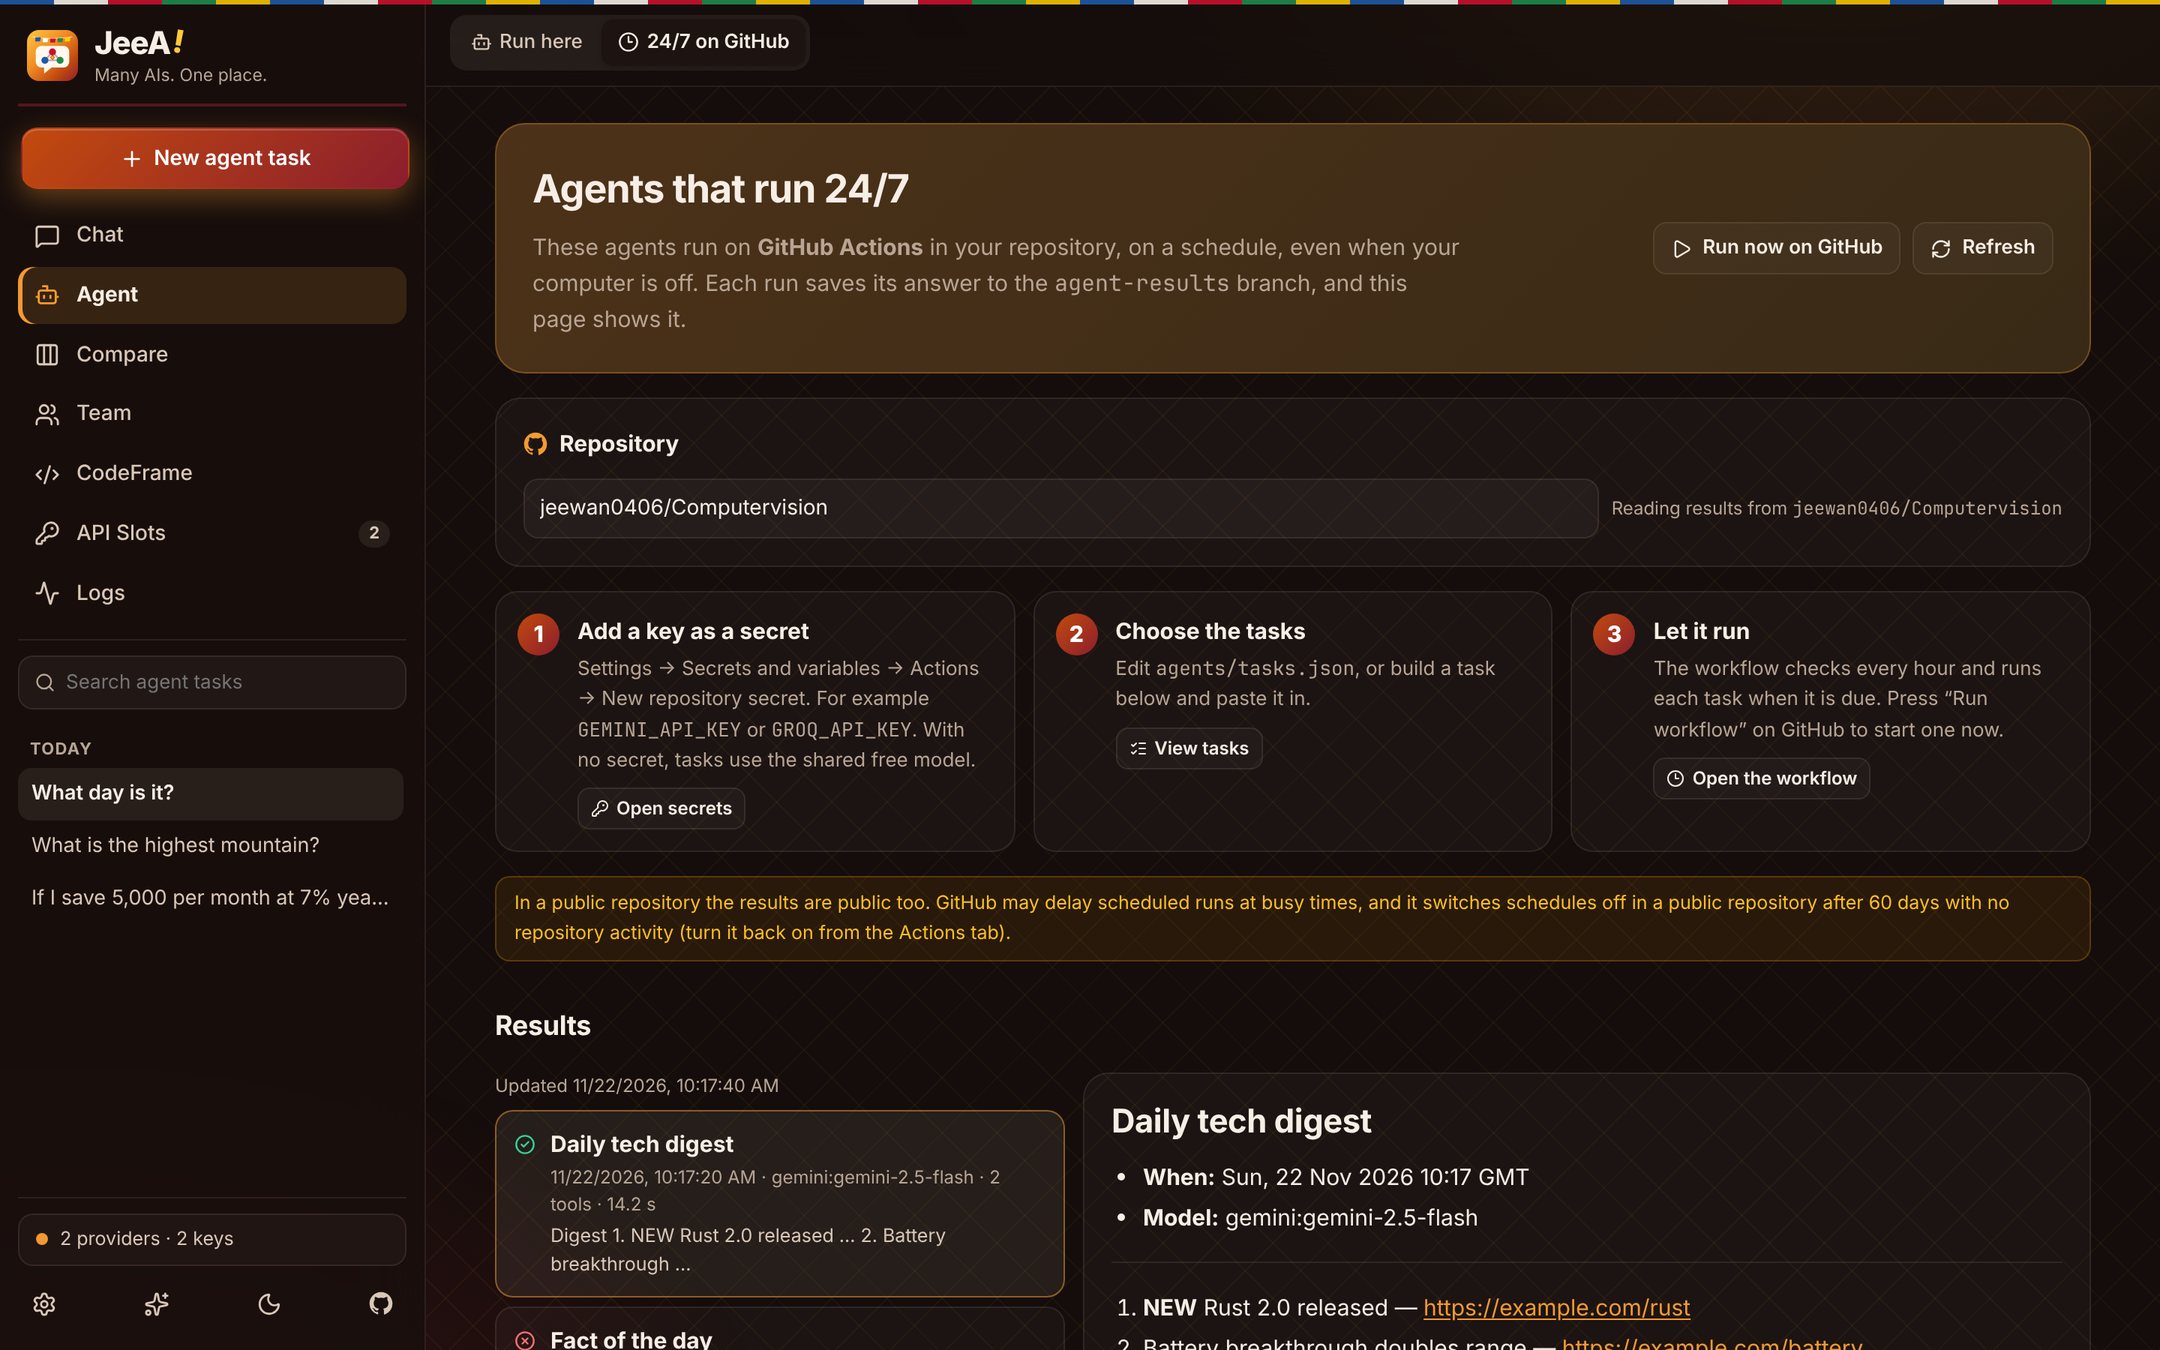 JeeA!
Many AIs. One place.
New agent task
Chat
Agent
Compare
Team
CodeFrame
API Slots
2
Logs
Search agent tasks
TODAY
What day is it?
What is the highest mountain?
If I save 5,000 per month at 7% yea...
2 providers · 2 keys
Run here
24/7 on GitHub
Agents that run 24/7
These agents run on GitHub Actions in your repository, on a schedule, even when your
computer is off. Each run saves its answer to the agent-results branch, and this
page shows it.
Run now on GitHub
Refresh
Repository
jeewan0406/Computervision
Reading results from jeewan0406/Computervision
1
Add a key as a secret
Settings → Secrets and variables → Actions
→ New repository secret. For example
GEMINI_API_KEY or GROQ_API_KEY. With
no secret, tasks use the shared free model.
Open secrets
2
Choose the tasks
Edit agents/tasks.json, or build a task
below and paste it in.
View tasks
3
Let it run
The workflow checks every hour and runs
each task when it is due. Press “Run
workflow” on GitHub to start one now.
Open the workflow
In a public repository the results are public too. GitHub may delay scheduled runs at busy times, and it switches schedules off in a public repository after 60 days with no
repository activity (turn it back on from the Actions tab).
Results
Updated 11/22/2026, 10:17:40 AM
Daily tech digest
11/22/2026, 10:17:20 AM · gemini:gemini-2.5-flash · 2
tools · 14.2 s
Digest 1. NEW Rust 2.0 released ... 2. Battery
breakthrough ...
Fact of the day
Daily tech digest
• When: Sun, 22 Nov 2026 10:17 GMT
• Model: gemini:gemini-2.5-flash
1. NEW Rust 2.0 released — https://example.com/rust
2. Battery breakthrough doubles range — https://example.com/battery